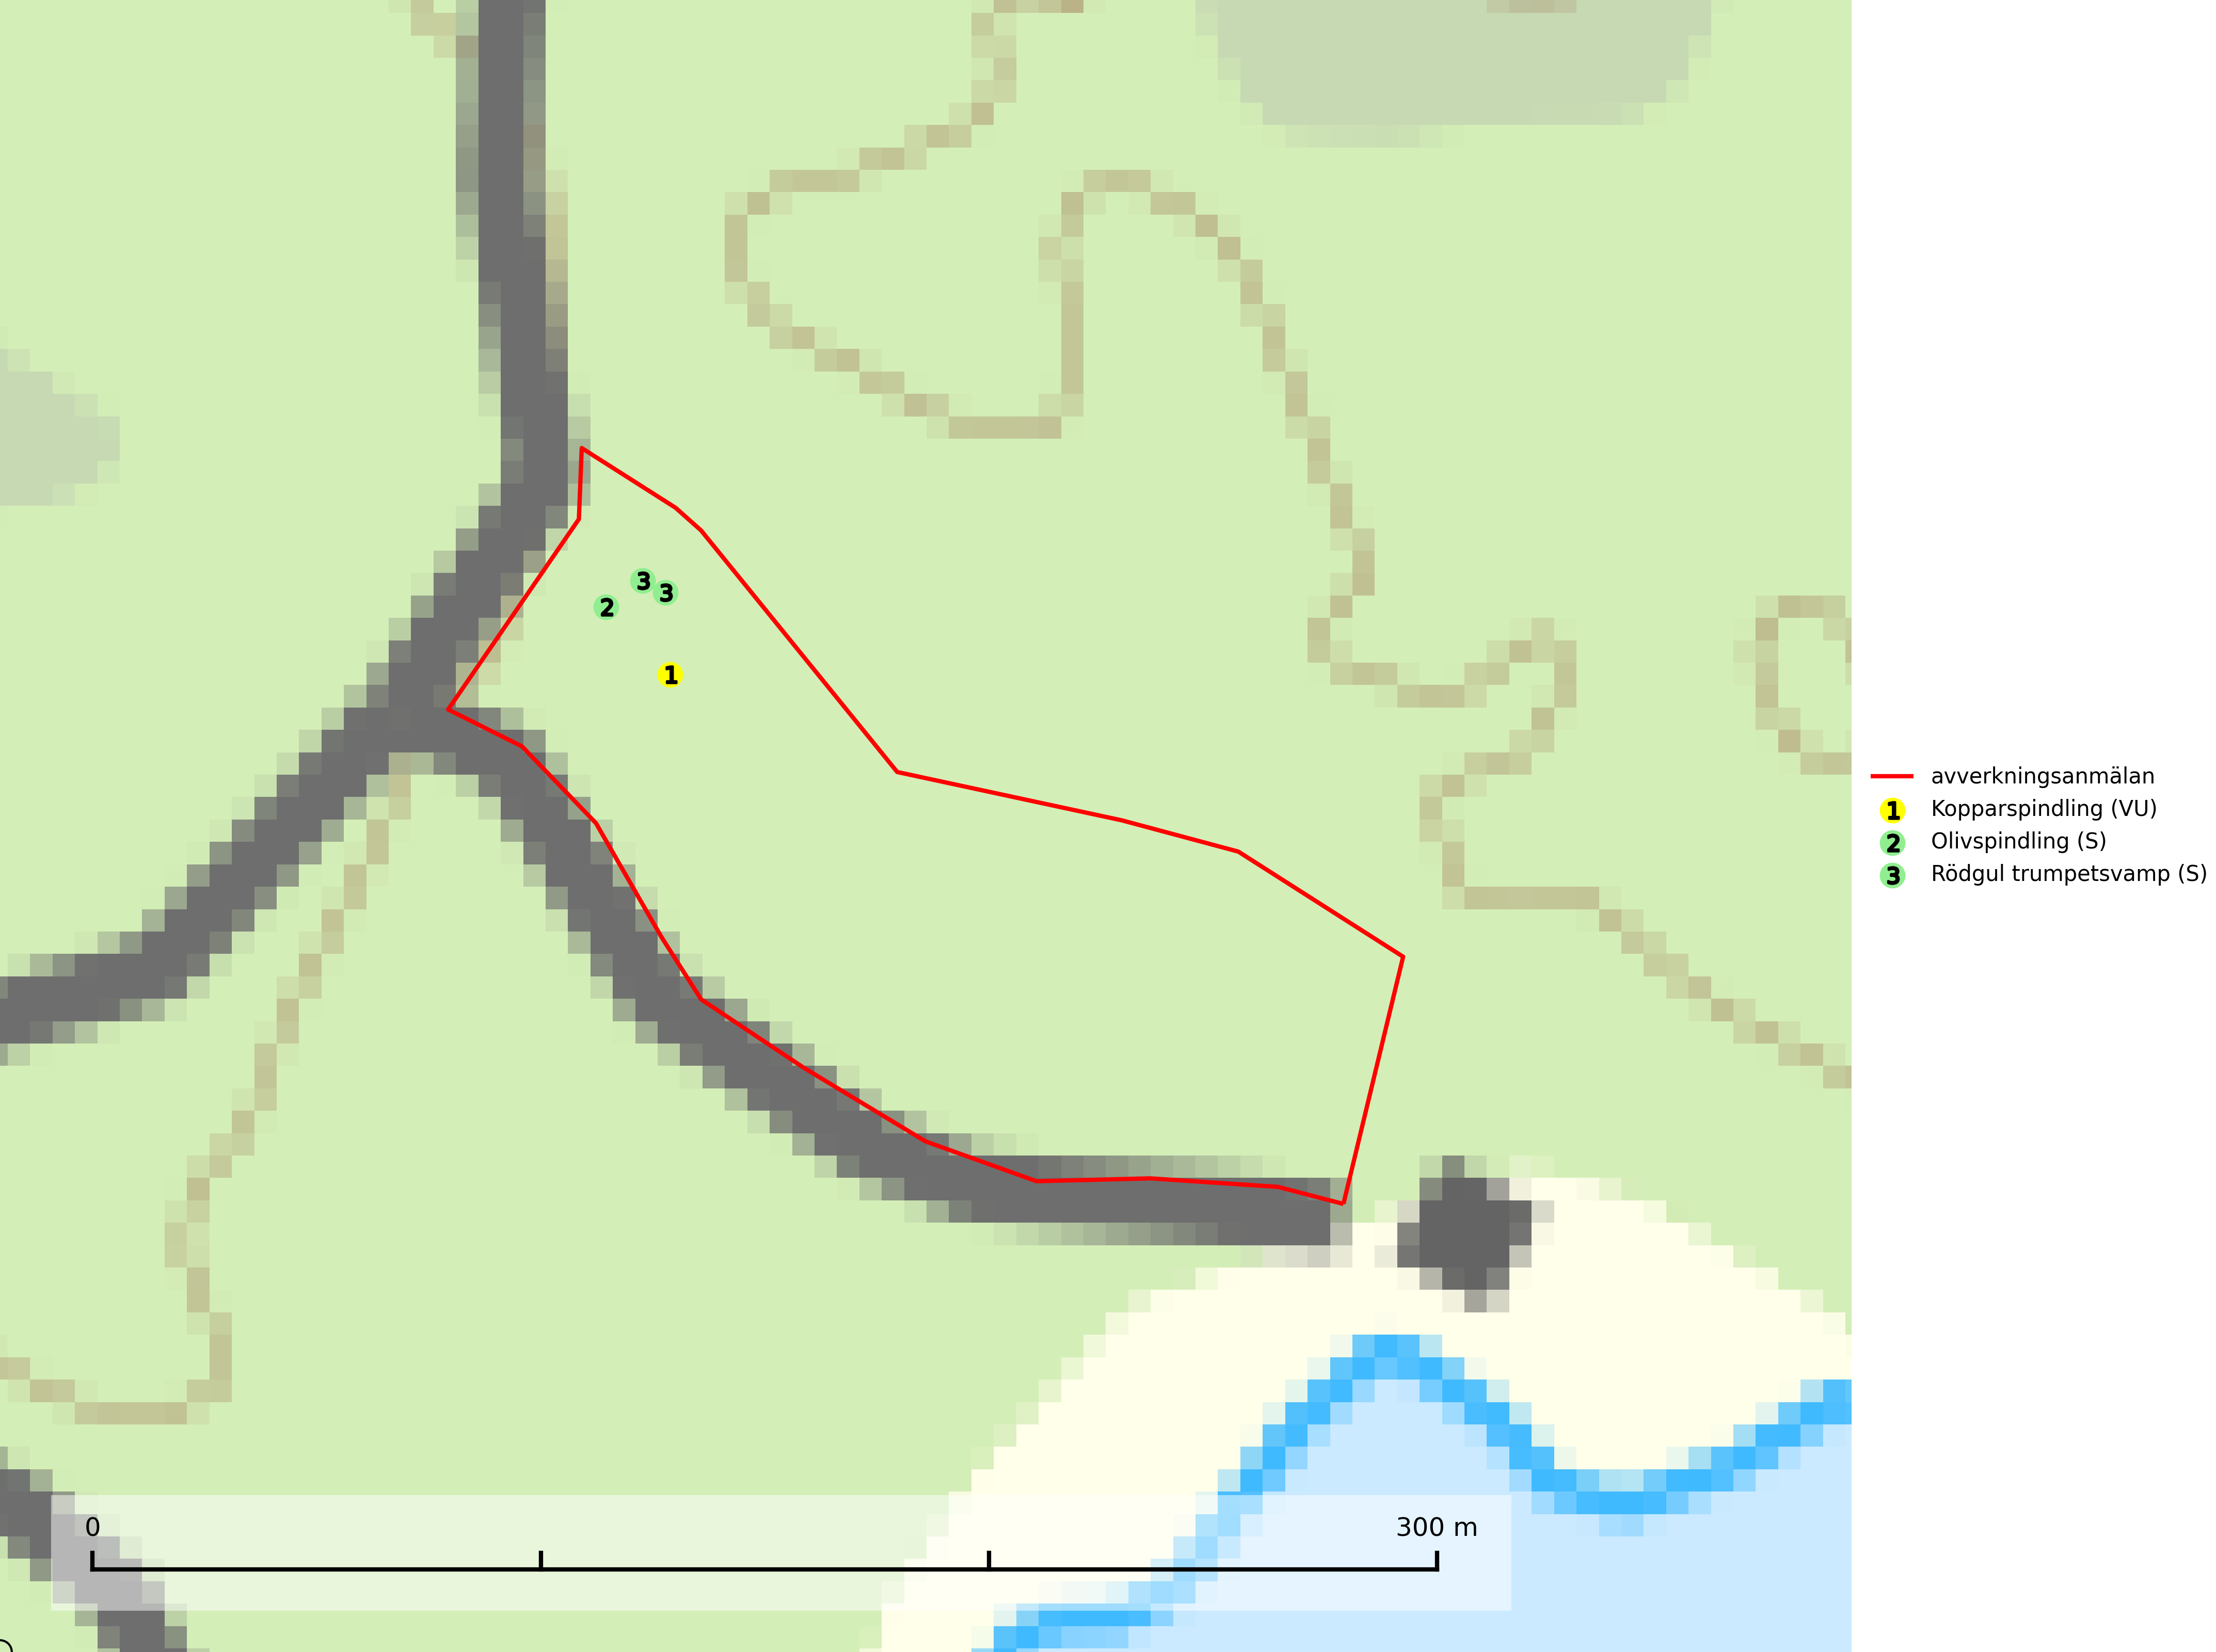 3
3
2
1
avverkningsanmälan
1 Kopparspindling (VU)
2 Olivspindling (S)
3 Rödgul trumpetsvamp (S)
0 300 m